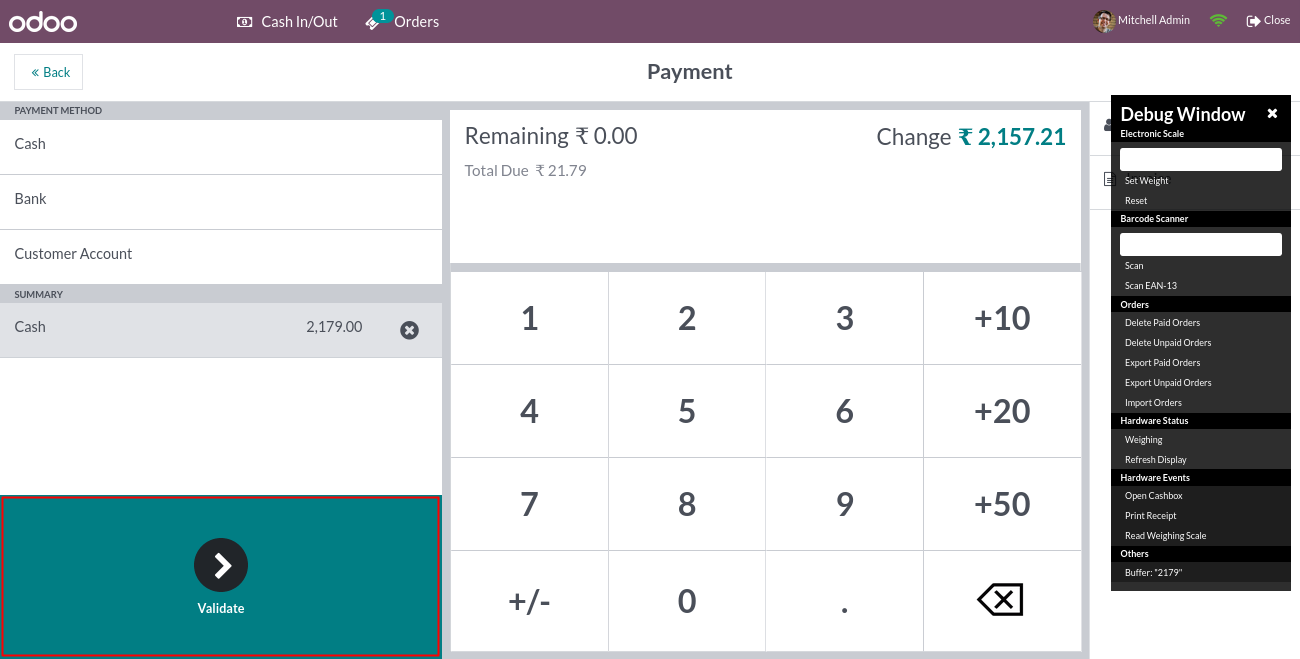 odoo
Cash In/Out
1
Orders
Mitchell Admin
Close
« Back
Payment
PAYMENT METHOD
Cash
Bank
Customer Account
SUMMARY
Cash 2,179.00
Validate
Remaining ₹ 0.00
Change ₹ 2,157.21
Total Due ₹ 21.79
1 2 3 +10
4 5 6 +20
7 8 9 +50
+/- 0 .
Debug Window
Electronic Scale
Set Weight
Reset
Barcode Scanner
Scan
Scan EAN-13
Orders
Delete Paid Orders
Delete Unpaid Orders
Export Paid Orders
Export Unpaid Orders
Import Orders
Hardware Status
Weighing
Refresh Display
Hardware Events
Open Cashbox
Print Receipt
Read Weighing Scale
Others
Buffer: "2179"